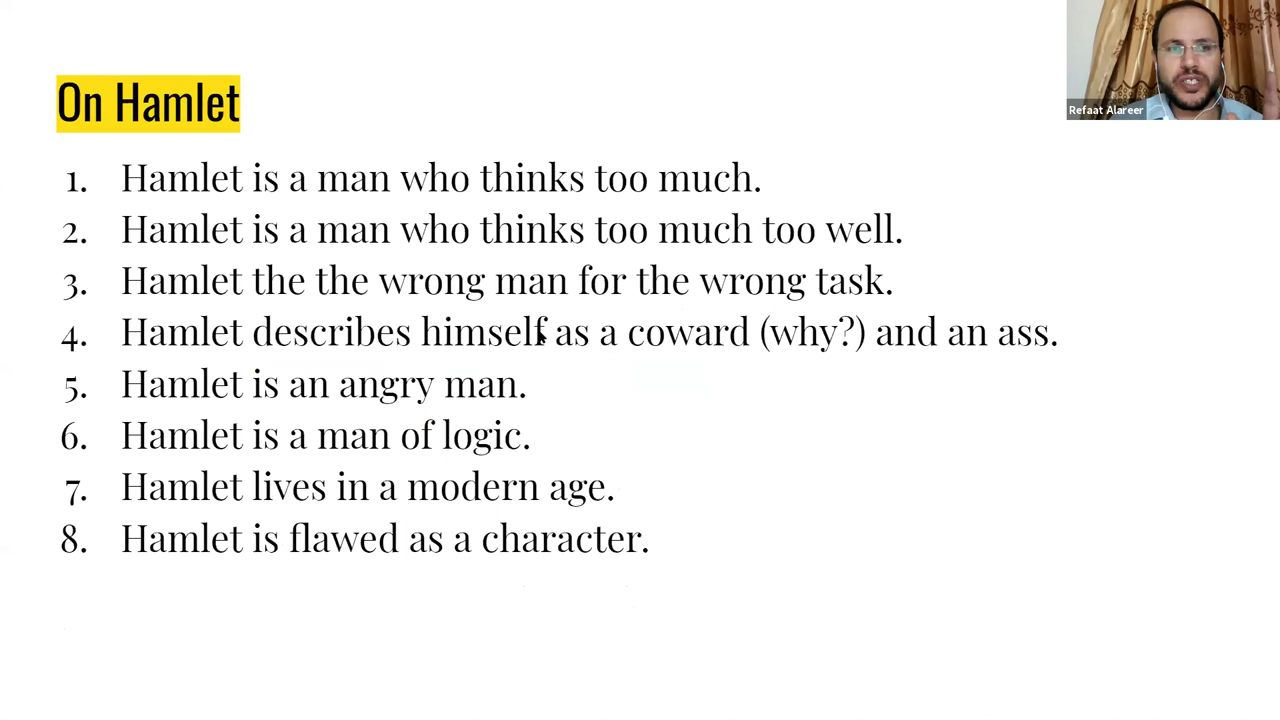 On Hamlet
1. Hamlet is a man who thinks too much.
2. Hamlet is a man who thinks too much too well.
3. Hamlet the the wrong man for the wrong task.
4. Hamlet describes himself as a coward (why?) and an ass.
5. Hamlet is an angry man.
6. Hamlet is a man of logic.
7. Hamlet lives in a modern age.
8. Hamlet is flawed as a character.
Refaat Alareer